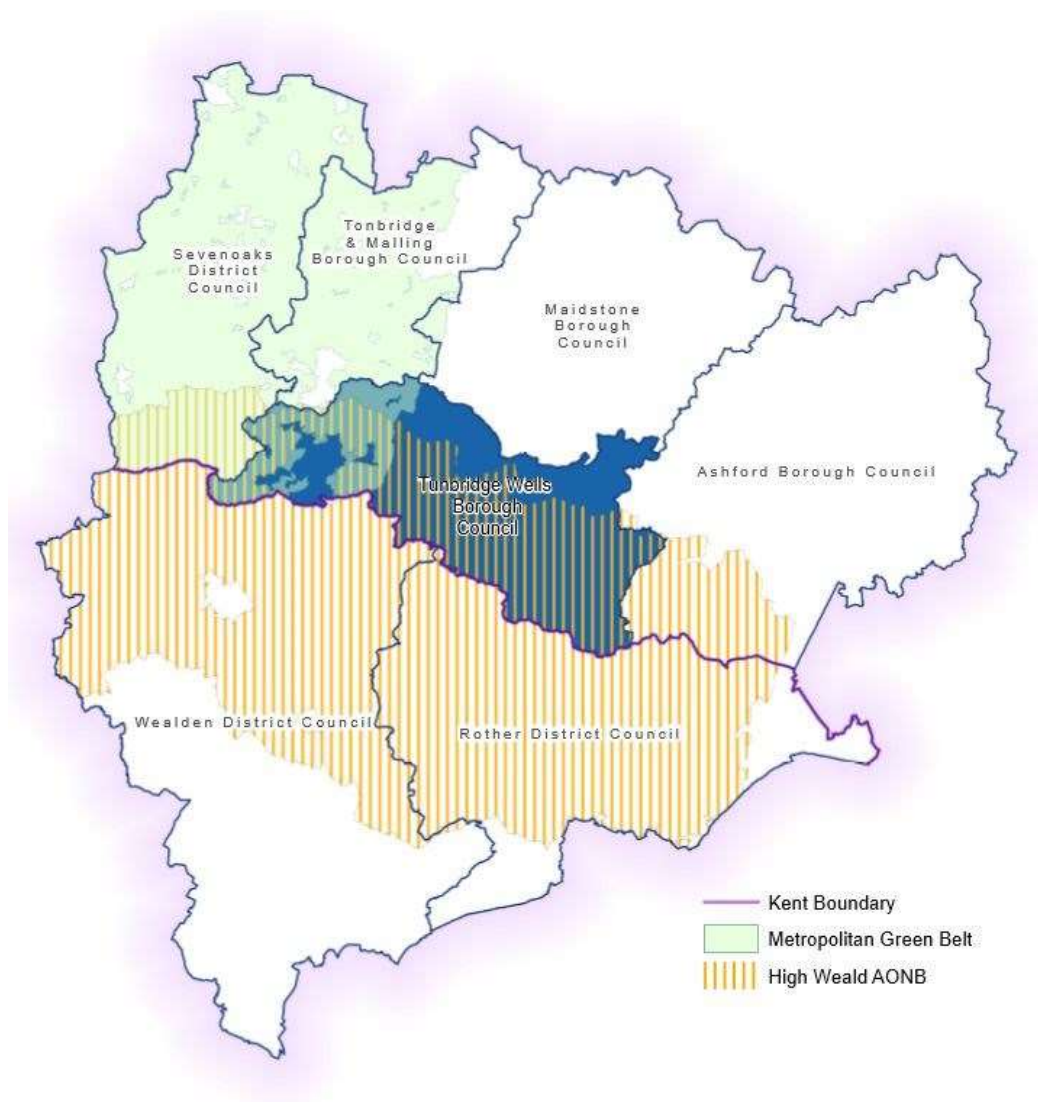 Tonbridge
& Malling
Borough Council
Sevenoaks
District
Council
Maidstone
Borough
Council
Ashford Borough Council
Tunbridge Wells
Borough
Council
Wealden District Council
Rother District Council
Kent Boundary
Metropolitan Green Belt
High Weald AONB